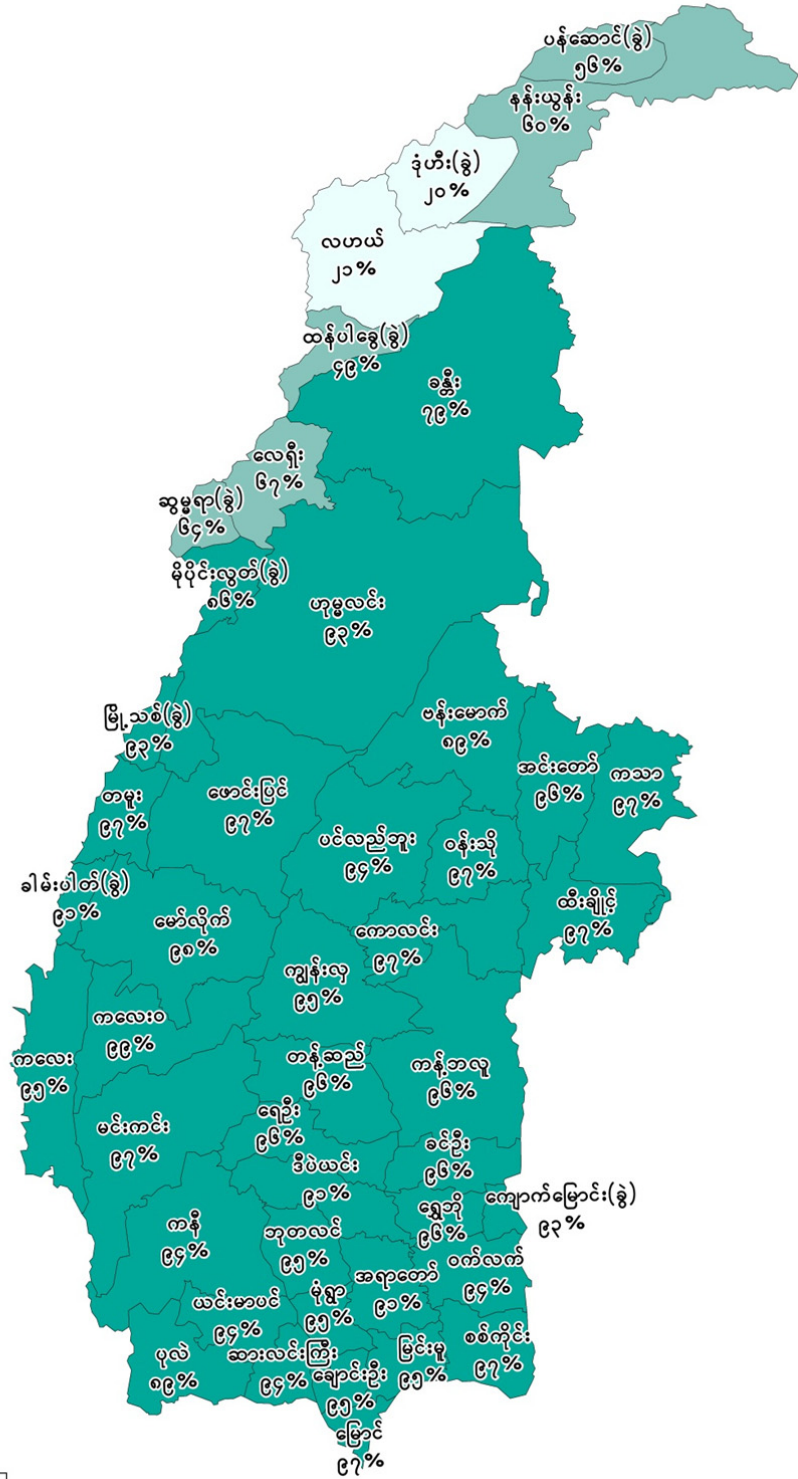 ပန်ဆောင်(ခွဲ)
၅၆%
နန်းယွန်း
၆၀%
ဒုံဟီး(ခွဲ)
၂၀%
လဟယ်
၂၁%
ထန်ပါခွေ(ခွဲ)
၄၉%
ခန္တီး
၇၉%
လေရှီး
၆၇%
ဆွမ္မရာ(ခွဲ)
၆၄%
မိုပိုင်းလွတ်(ခွဲ)
၈၆%
ဟုမ္မလင်း
၉၃%
မြို့သစ်(ခွဲ)
၉၃%
ဗန်းမောက်
၈၉%
အင်းတော်
၉၆%
ကသာ
၉၇%
တမူး
၉၇%
ဖောင်းပြင်
၉၇%
ပင်လည်ဘူး
၉၄%
ဝန်းသို
၉၇%
ခါမ်းပါတ်(ခွဲ)
၉၁%
မော်လိုက်
၉၈%
ကောလင်း
၉၇%
ထီးချိုင့်
၉၇%
ကျွန်းလှ
၉၅%
ကလေးဝ
၉၉%
ကလေး
၉၅%
တန့်ဆည်
၉၆%
ကန့်ဘလူ
၉၆%
မင်းကင်း
၉၇%
ရေဦး
၉၆%
ခင်ဦး
၉၆%
ဒီပဲယင်း
၉၁%
ကျောက်မြောင်း(ခွဲ)
၉၃%
ရွှေဘို
၉၆%
ကနီ
၉၄%
ဘုတလင်
၉၅%
ဝက်လက်
၉၄%
အရာတော်
၉၁%
မုံရွာ
၉၅%
ယင်းမာပင်
၉၄%
စစ်ကိုင်း
၉၇%
မြင်းမူ
၉၅%
ပုလဲ
၈၉%
ဆားလင်းကြီး
၉၄%
ချောင်းဦး
၉၅%
မြောင်
၉၇%